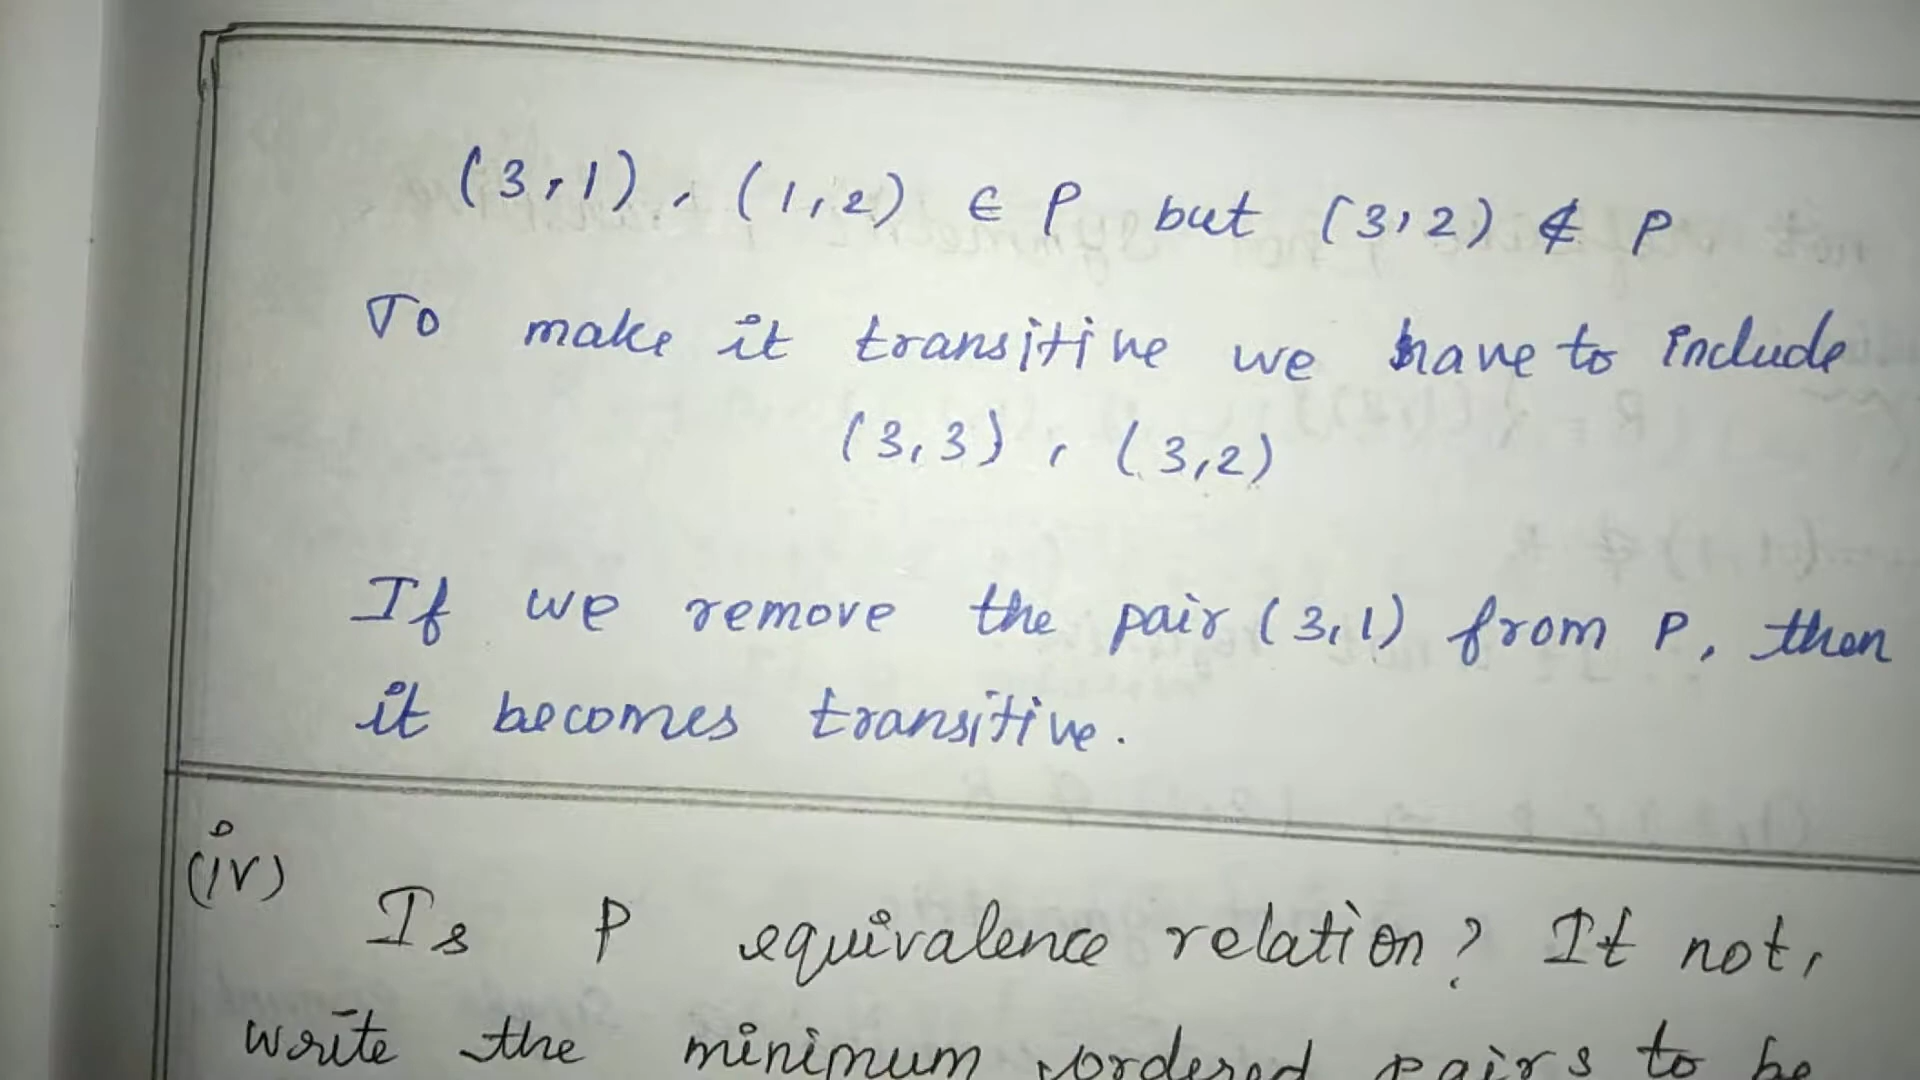 (3,1), (1,2) ∈ P but (3,2) ∉ P
To make it transitive we have to include
(3,3), (3,2)
If we remove the pair (3,1) from P, then
it becomes transitive.
(iv) Is P equivalence relation? If not,
write the minimum ordered pairs to be